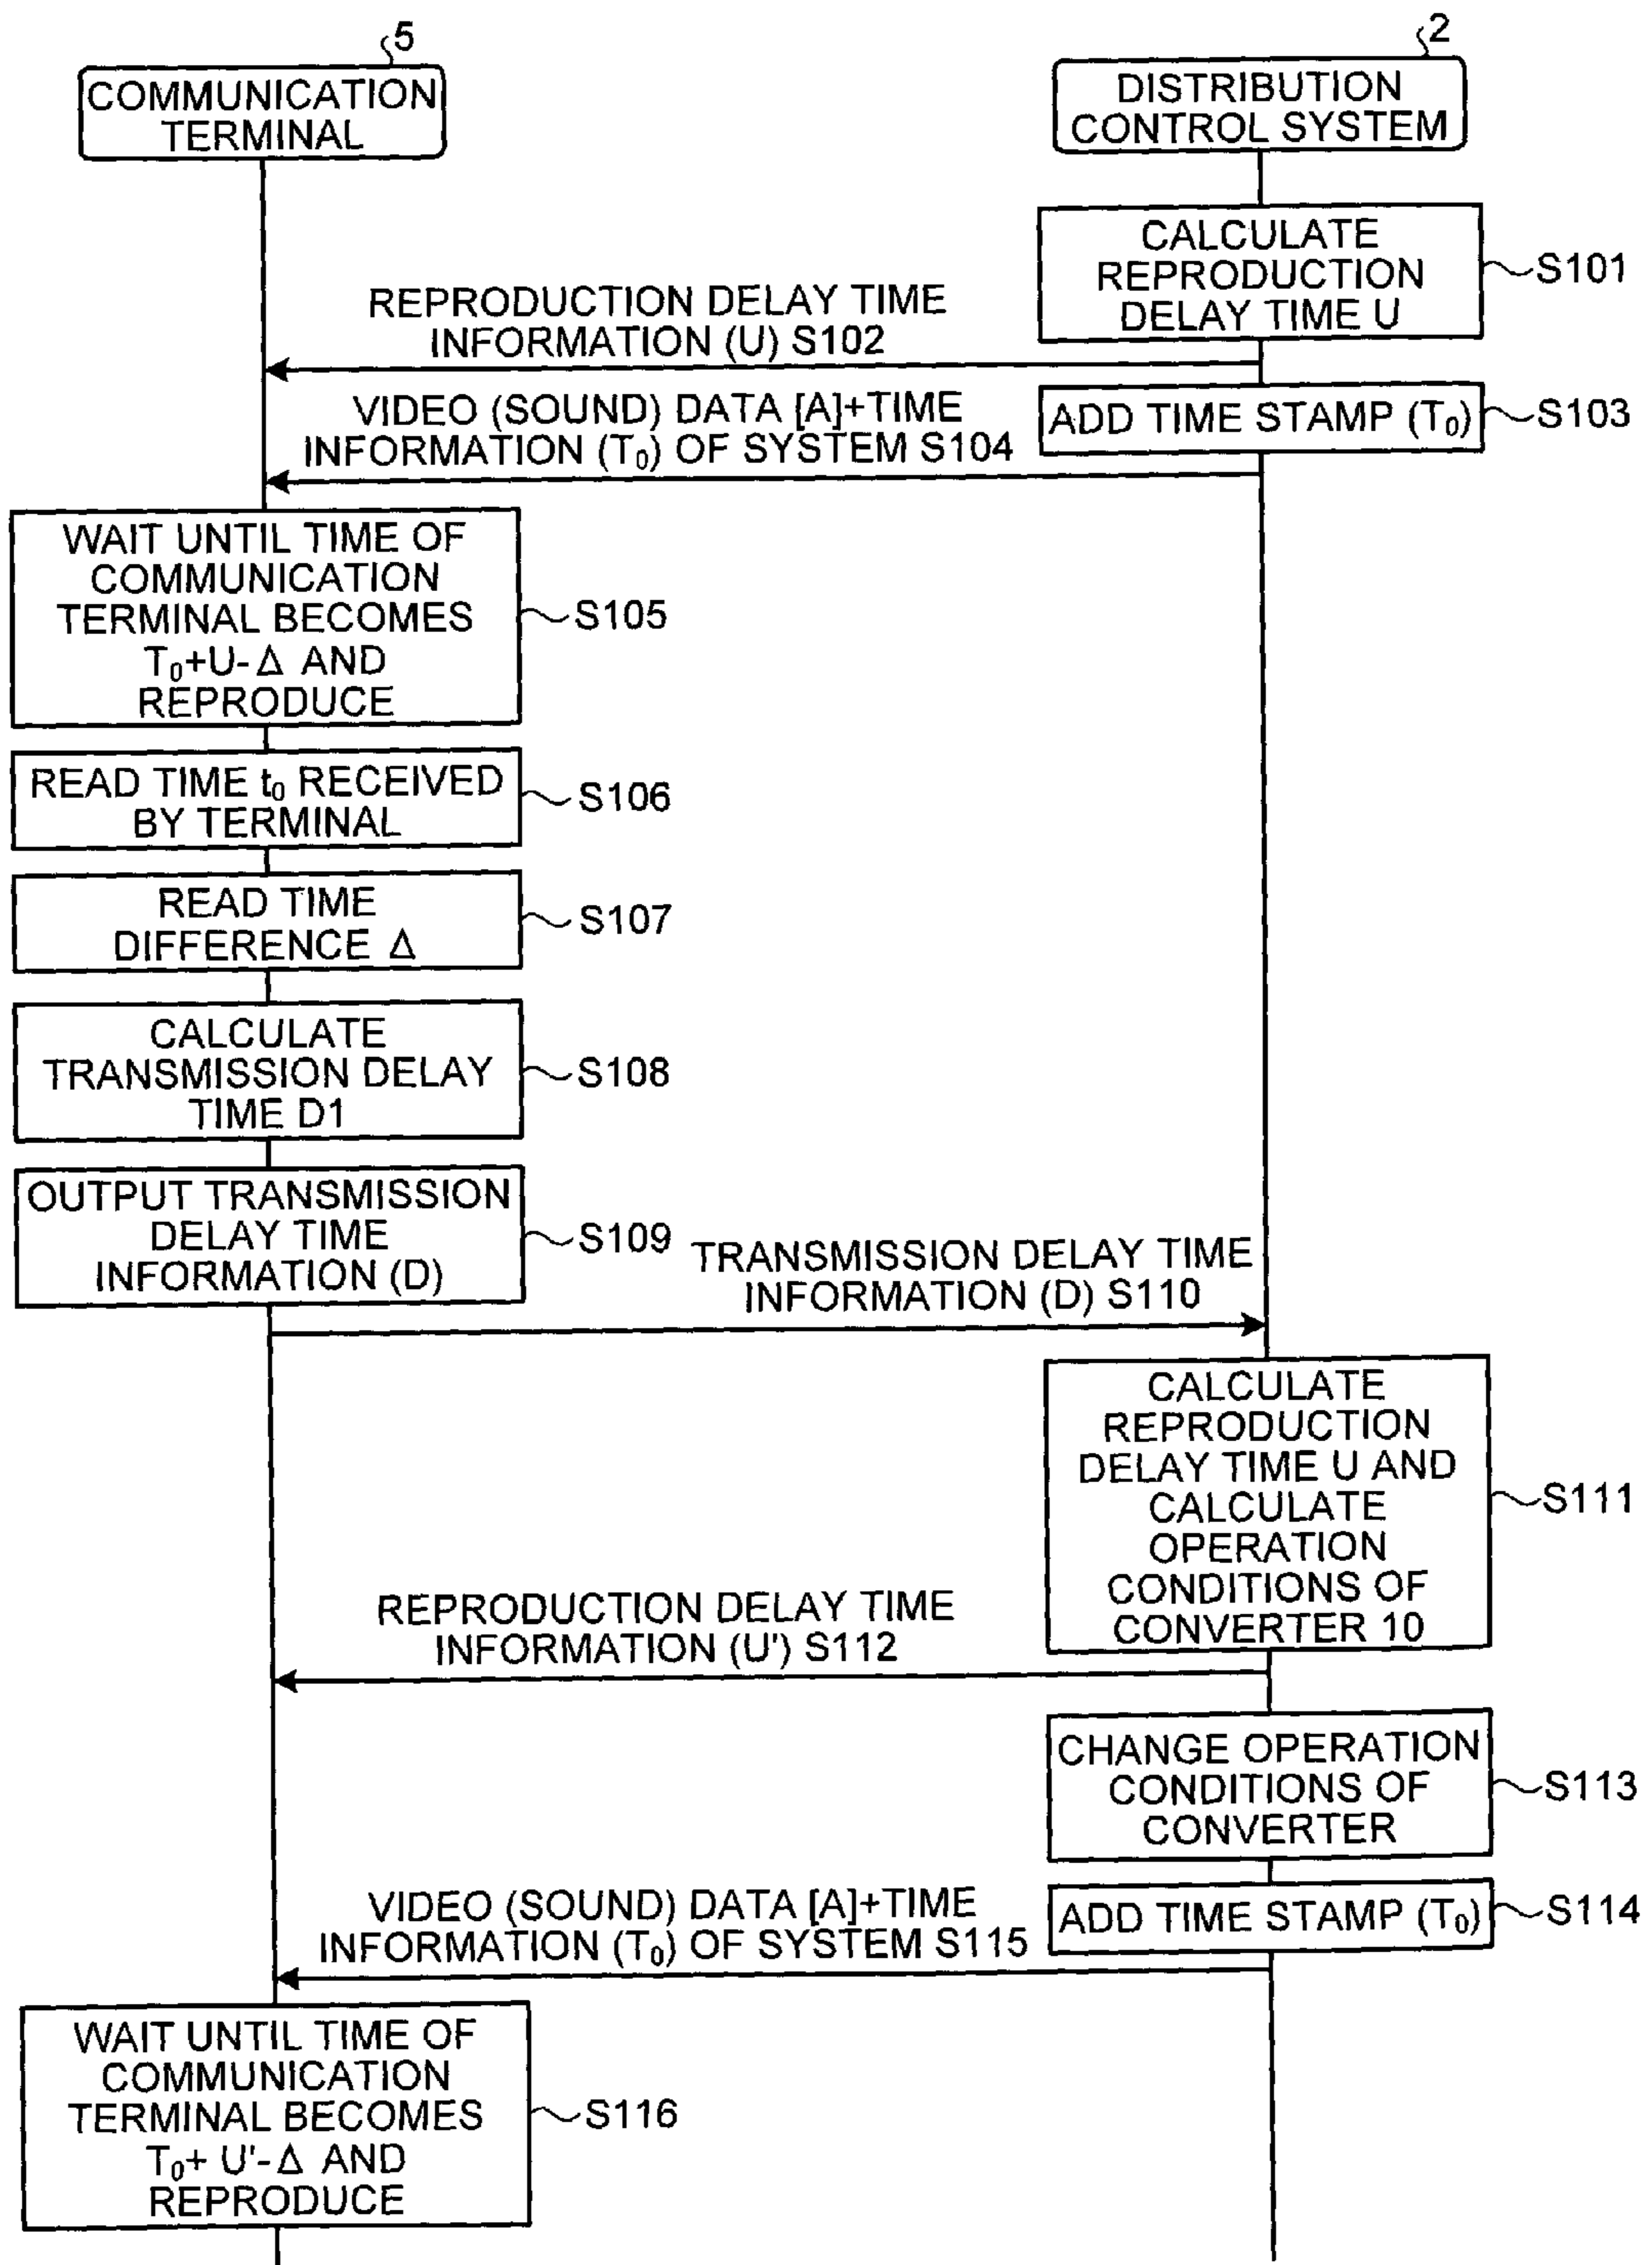 5
COMMUNICATION
TERMINAL
2
DISTRIBUTION
CONTROL SYSTEM
CALCULATE
REPRODUCTION
DELAY TIME U
S101
REPRODUCTION DELAY TIME
INFORMATION (U) S102
ADD TIME STAMP (T₀)
S103
VIDEO (SOUND) DATA [A]+TIME
INFORMATION (T₀) OF SYSTEM S104
WAIT UNTIL TIME OF
COMMUNICATION
TERMINAL BECOMES
T₀+U-Δ AND
REPRODUCE
S105
READ TIME t₀ RECEIVED
BY TERMINAL
S106
READ TIME
DIFFERENCE Δ
S107
CALCULATE
TRANSMISSION DELAY
TIME D1
S108
OUTPUT TRANSMISSION
DELAY TIME
INFORMATION (D)
S109
TRANSMISSION DELAY TIME
INFORMATION (D) S110
CALCULATE
REPRODUCTION
DELAY TIME U AND
CALCULATE
OPERATION
CONDITIONS OF
CONVERTER 10
S111
REPRODUCTION DELAY TIME
INFORMATION (U') S112
CHANGE OPERATION
CONDITIONS OF
CONVERTER
S113
ADD TIME STAMP (T₀)
S114
VIDEO (SOUND) DATA [A]+TIME
INFORMATION (T₀) OF SYSTEM S115
WAIT UNTIL TIME OF
COMMUNICATION
TERMINAL BECOMES
T₀+ U'-Δ AND
REPRODUCE
S116